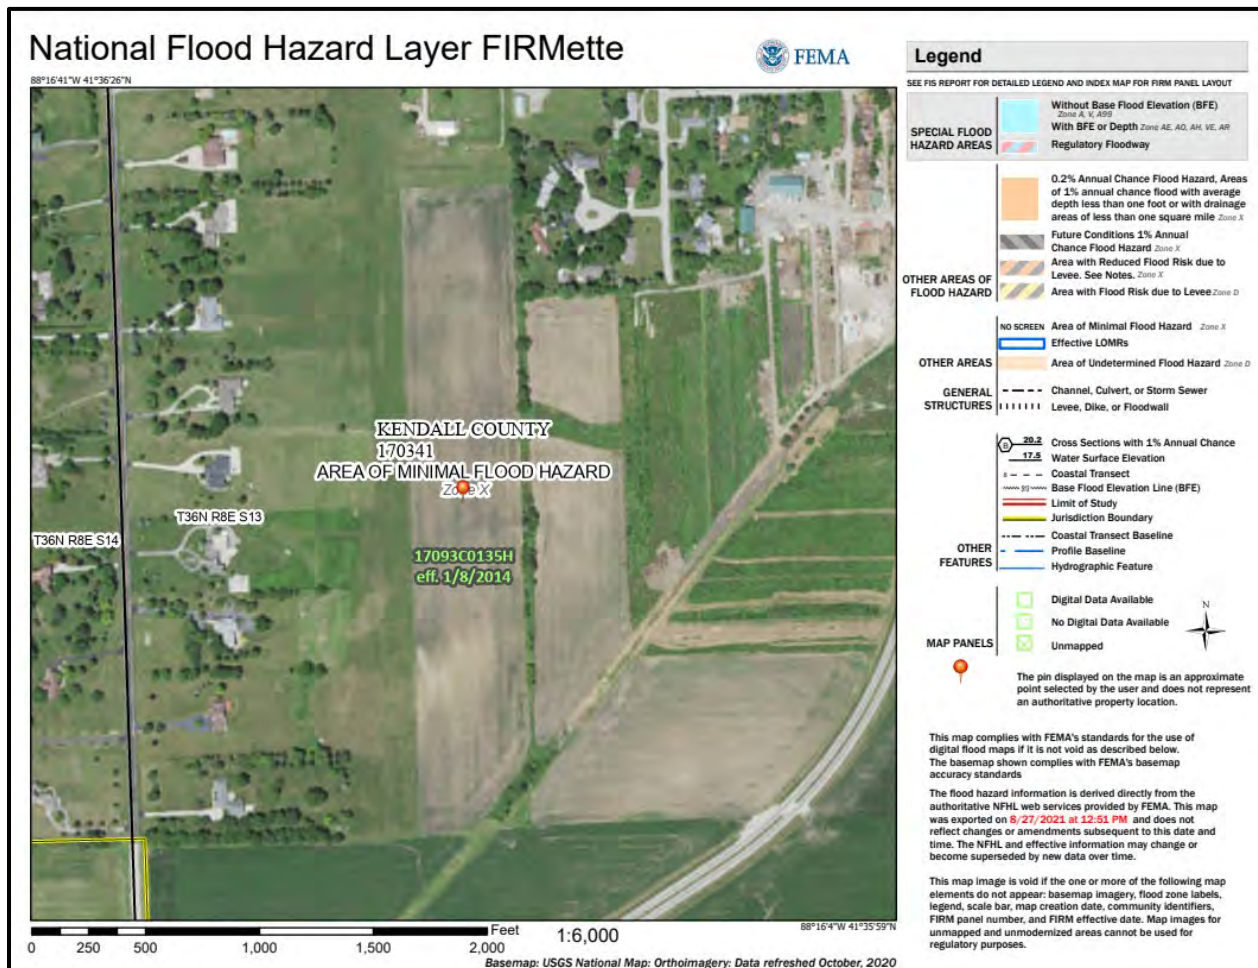 National Flood Hazard Layer FIRMette
FEMA
88°16'41"W 41°36'26"N
KENDALL COUNTY
170341
AREA OF MINIMAL FLOOD HAZARD
Zone X
T36N R8E S13
T36N R8E S14
17093C0135H
eff. 1/8/2014
88°16'4"W 41°35'59"N
Feet
0 250 500 1,000 1,500 2,000
1:6,000
Basemap: USGS National Map: Orthoimagery: Data refreshed October, 2020
Legend
SEE FIS REPORT FOR DETAILED LEGEND AND INDEX MAP FOR FIRM PANEL LAYOUT
SPECIAL FLOOD
HAZARD AREAS
Without Base Flood Elevation (BFE)
Zone A, V, A99
With BFE or Depth Zone AE, AO, AH, VE, AR
Regulatory Floodway
OTHER AREAS OF
FLOOD HAZARD
0.2% Annual Chance Flood Hazard, Areas
of 1% annual chance flood with average
depth less than one foot or with drainage
areas of less than one square mile Zone X
Future Conditions 1% Annual
Chance Flood Hazard Zone X
Area with Reduced Flood Risk due to
Levee. See Notes. Zone X
Area with Flood Risk due to Levee Zone D
OTHER AREAS
NO SCREEN Area of Minimal Flood Hazard Zone X
Effective LOMRs
Area of Undetermined Flood Hazard Zone D
GENERAL
STRUCTURES
Channel, Culvert, or Storm Sewer
Levee, Dike, or Floodwall
OTHER
FEATURES
B 20.2 Cross Sections with 1% Annual Chance
17.5 Water Surface Elevation
8 Coastal Transect
513 Base Flood Elevation Line (BFE)
Limit of Study
Jurisdiction Boundary
Coastal Transect Baseline
Profile Baseline
Hydrographic Feature
MAP PANELS
Digital Data Available
No Digital Data Available
Unmapped
N
The pin displayed on the map is an approximate
point selected by the user and does not represent
an authoritative property location.
This map complies with FEMA's standards for the use of
digital flood maps if it is not void as described below.
The basemap shown complies with FEMA's basemap
accuracy standards
The flood hazard information is derived directly from the
authoritative NFHL web services provided by FEMA. This map
was exported on 8/27/2021 at 12:51 PM and does not
reflect changes or amendments subsequent to this date and
time. The NFHL and effective information may change or
become superseded by new data over time.
This map image is void if the one or more of the following map
elements do not appear: basemap imagery, flood zone labels,
legend, scale bar, map creation date, community identifiers,
FIRM panel number, and FIRM effective date. Map images for
unmapped and unmodernized areas cannot be used for
regulatory purposes.